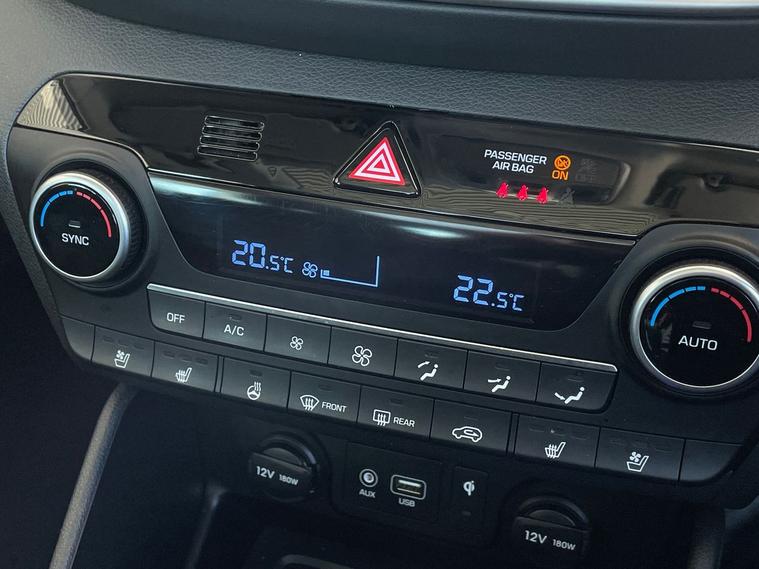 PASSENGER
AIR BAG
ON
SYNC
20.5°C
22.5°C
AUTO
OFF
A/C
FRONT
REAR
12V 180W
AUX
USB
12V 180W